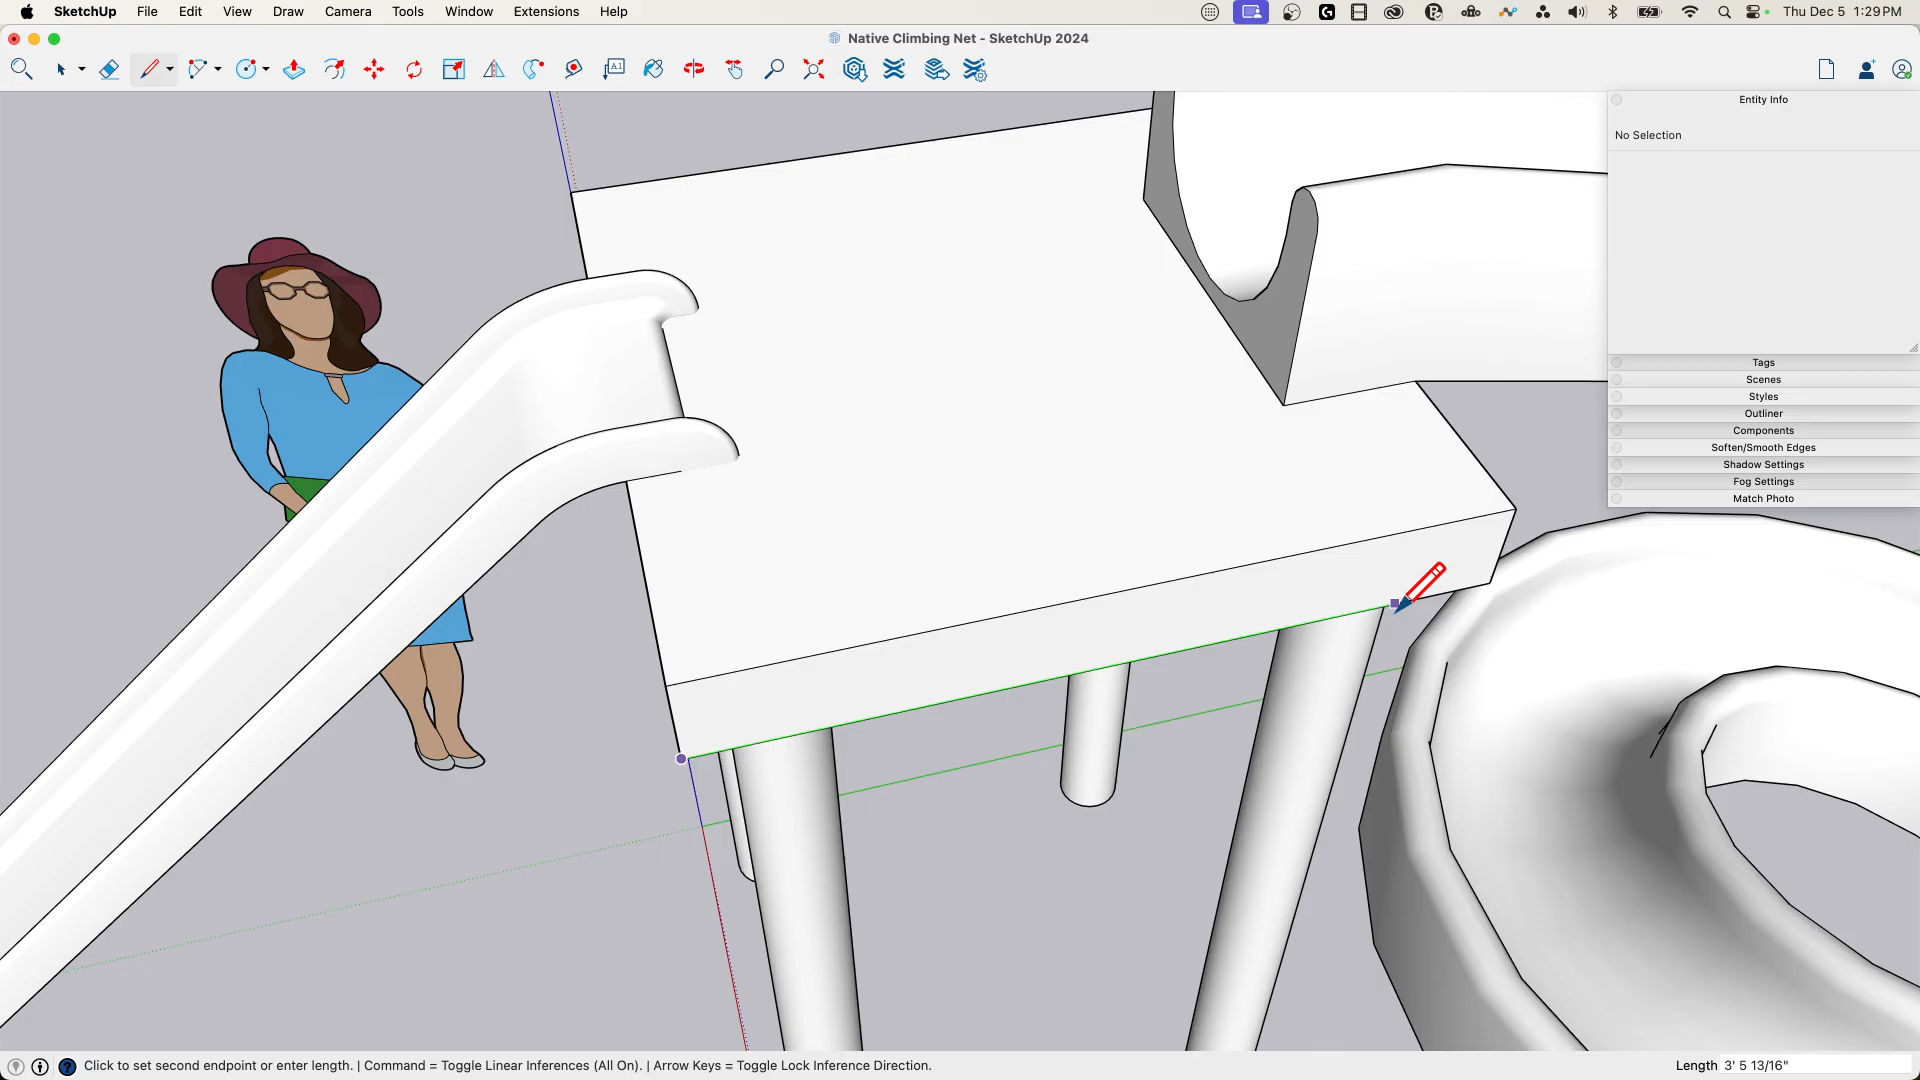 SketchUp File Edit View Draw Camera Tools Window Extensions Help
Thu Dec 5 1:29 PM
Native Climbing Net - SketchUp 2024
A1
Entity Info
No Selection
Tags
Scenes
Styles
Outliner
Components
Soften/Smooth Edges
Shadow Settings
Fog Settings
Match Photo
Click to set second endpoint or enter length. | Command = Toggle Linear Inferences (All On). | Arrow Keys = Toggle Lock Inference Direction.
Length 3' 5 13/16"